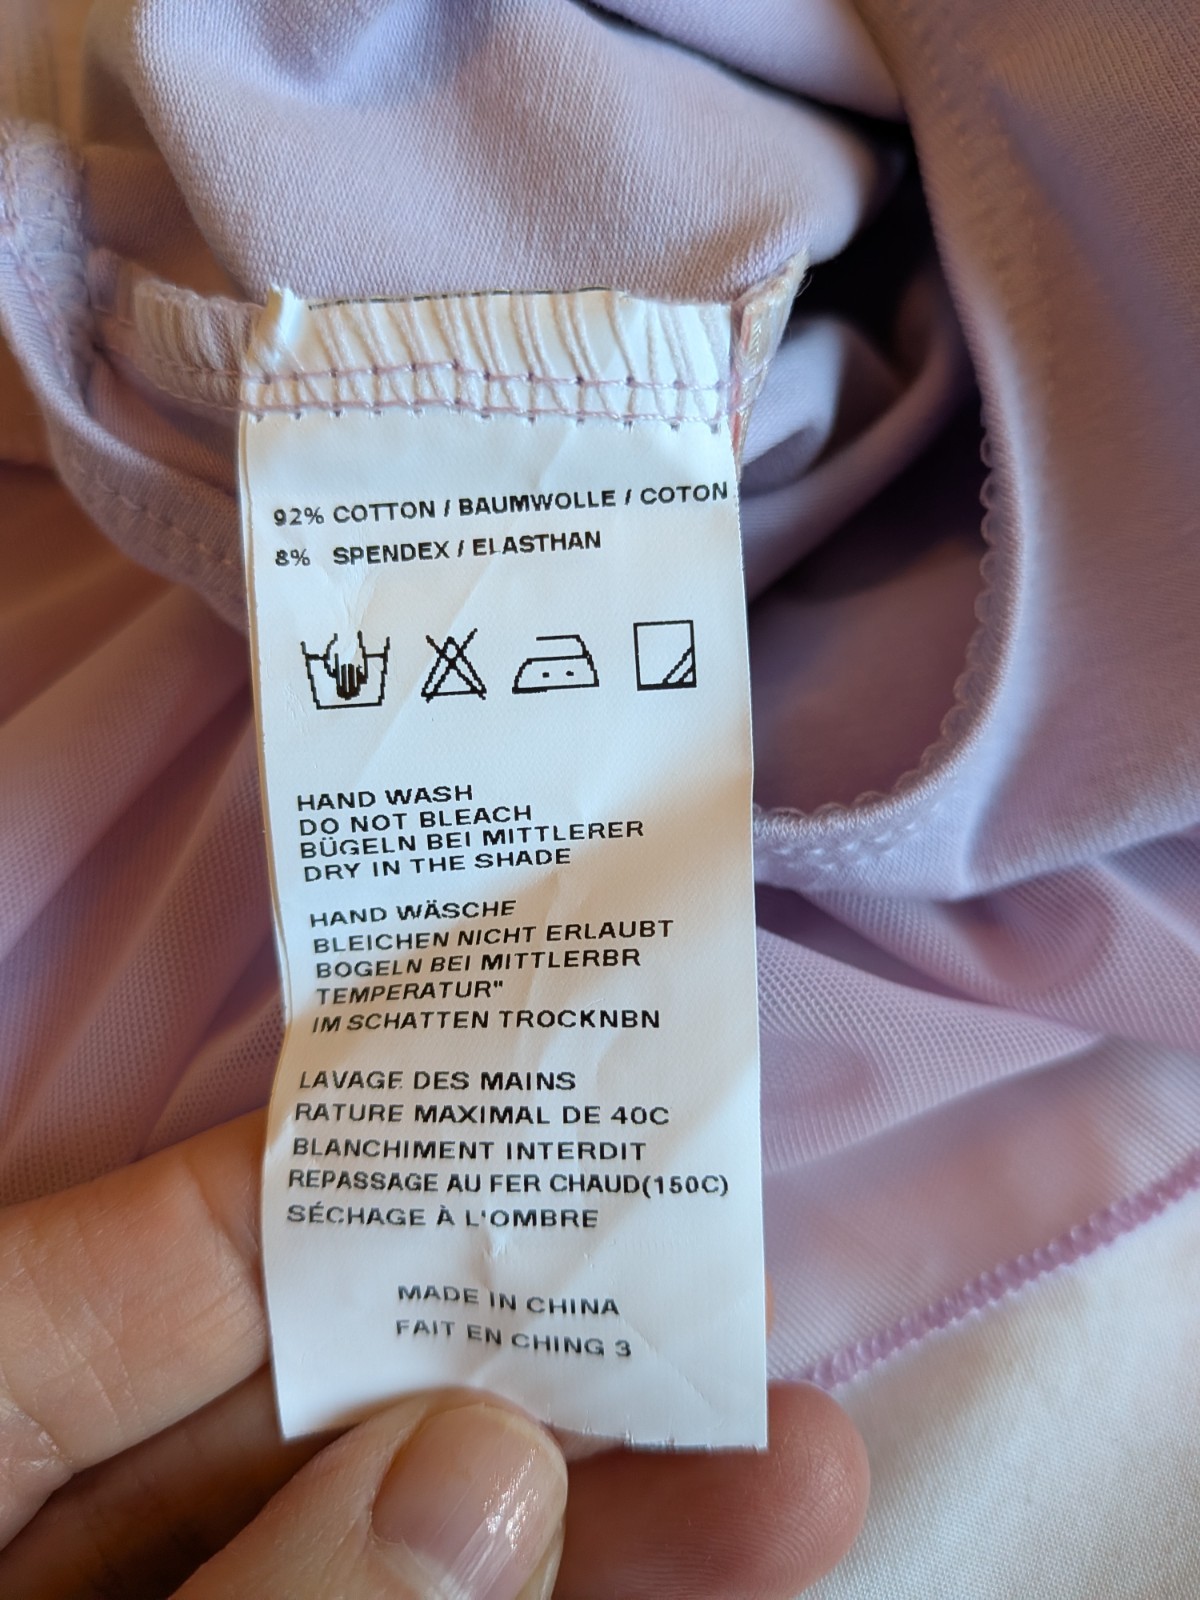 92% COTTON / BAUMWOLLE / COTON
8% SPENDEX / ELASTHAN
HAND WASH
DO NOT BLEACH
BÜGELN BEI MITTLERER
DRY IN THE SHADE
HAND WÄSCHE
BLEICHEN NICHT ERLAUBT
BOGELN BEI MITTLERBR
TEMPERATUR"
IM SCHATTEN TROCKNBN
LAVAGE DES MAINS
RATURE MAXIMAL DE 40C
BLANCHIMENT INTERDIT
REPASSAGE AU FER CHAUD(150C)
SÉCHAGE À L'OMBRE
MADE IN CHINA
FAIT EN CHING 3